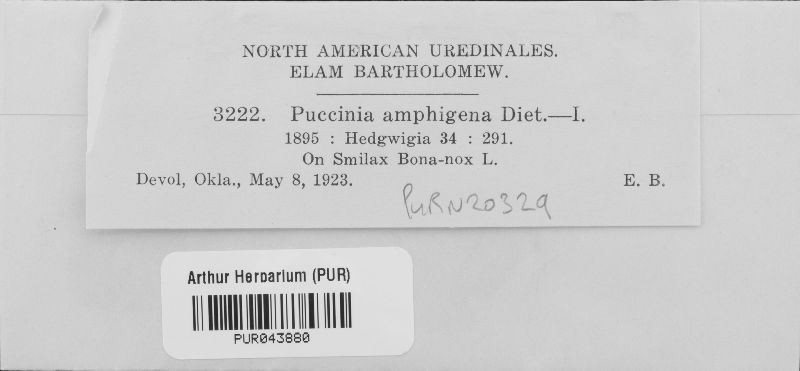 NORTH AMERICAN UREDINALES.
ELAM BARTHOLOMEW.
3222. Puccinia amphigena Diet.—I.
1895 : Hedgwigia 34 : 291.
On Smilax Bona-nox L.
Devol, Okla., May 8, 1923. E. B.
PURN20329
Arthur Herbarium (PUR)
PUR043880